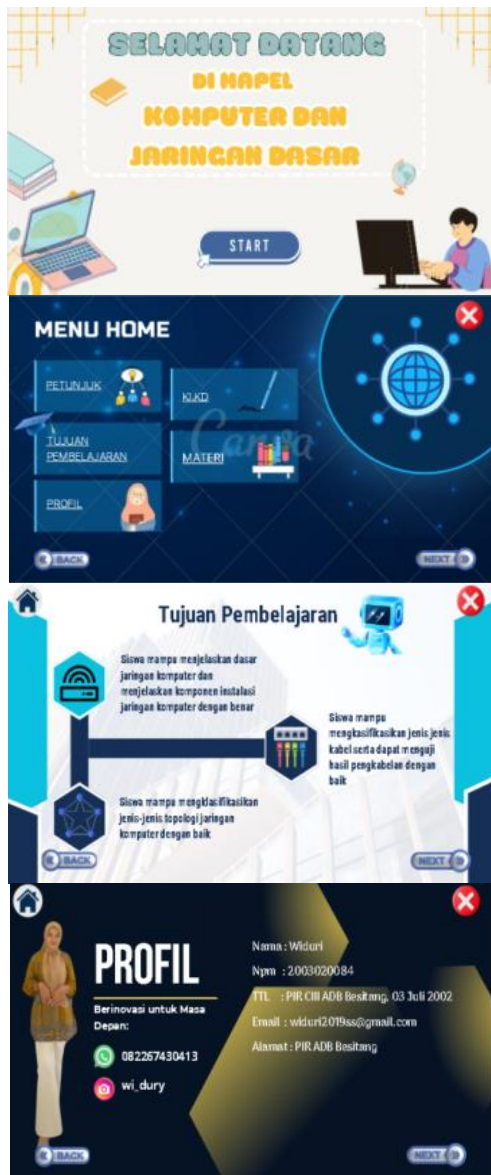 SELAMAT DATANG
DI MAPEL
KOMPUTER DAN
JARINGAN DASAR
START
MENU HOME
PETUNJUK
KI,KD
TUJUAN
PEMBELAJARAN
MATERI
PROFIL
Canva
BACK
NEXT
Tujuan Pembelajaran
Siswa mampu menjelaskan dasar
jaringan komputer dan
menjelaskan komponen instalasi
jaringan komputer dengan benar
Siswa mampu
mengkasifikasikan jenis jenis
kabel serta dapat menguji
hasil pengkabelan dengan
baik
Siswa mampu mengklasifikasikan
jenis-jenis topologi jaringan
komputer dengan baik
BACK
NEXT
PROFIL
Berinovasi untuk Masa
Depan:
082267430413
wi_dury
Nama : Widuri
Npm : 2003020084
TTL : PIR CIII ADB Besitang, 03 Juli 2002
Email : widuri2019ss@gmail.com
Alamat : PIR ADB Besitang
BACK
NEXT